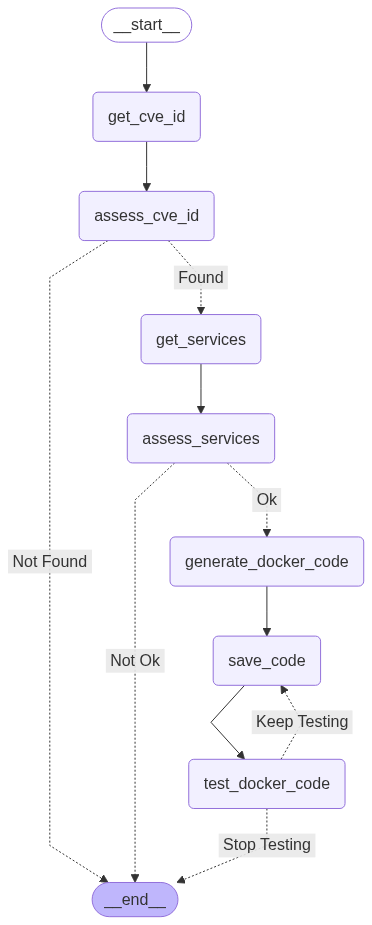 __start__
get_cve_id
assess_cve_id
Found
get_services
assess_services
Ok
Not Found
generate_docker_code
Not Ok
save_code
Keep Testing
test_docker_code
Stop Testing
__end__